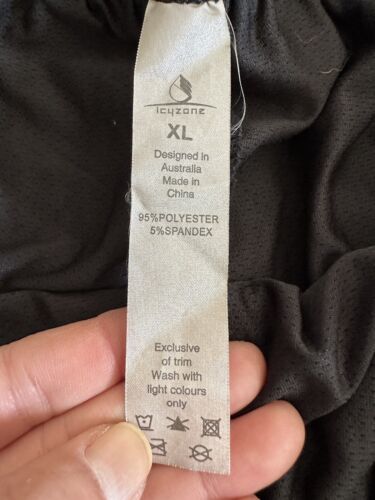 icyzone
XL
Designed in
Australia
Made in
China
95%POLYESTER
5%SPANDEX
Exclusive
of trim
Wash with
light colours
only